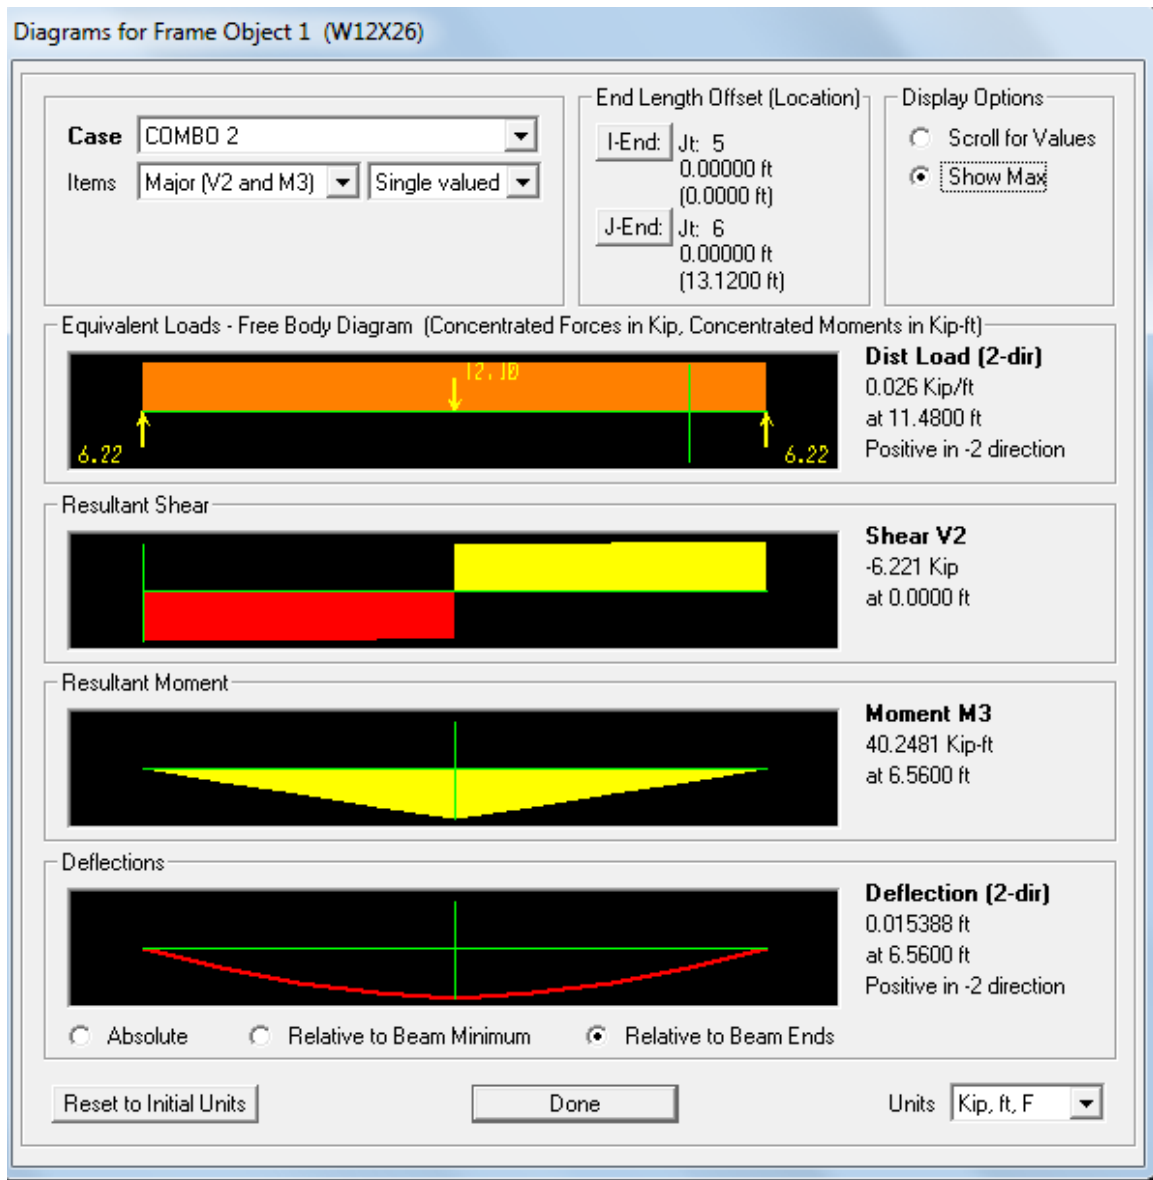 Diagrams for Frame Object 1 (W12X26)
Case COMBO 2
Items Major (V2 and M3) Single valued
End Length Offset (Location)
I-End: Jt: 5
0.00000 ft
(0.0000 ft)
J-End: Jt: 6
0.00000 ft
(13.1200 ft)
Display Options
Scroll for Values
Show Max
Equivalent Loads - Free Body Diagram (Concentrated Forces in Kip, Concentrated Moments in Kip-ft)
12.10
6.22
6.22
Dist Load (2-dir)
0.026 Kip/ft
at 11.4800 ft
Positive in -2 direction
Resultant Shear
Shear V2
-6.221 Kip
at 0.0000 ft
Resultant Moment
Moment M3
40.2481 Kip-ft
at 6.5600 ft
Deflections
Deflection (2-dir)
0.015388 ft
at 6.5600 ft
Positive in -2 direction
Absolute Relative to Beam Minimum Relative to Beam Ends
Reset to Initial Units Done Units Kip, ft, F